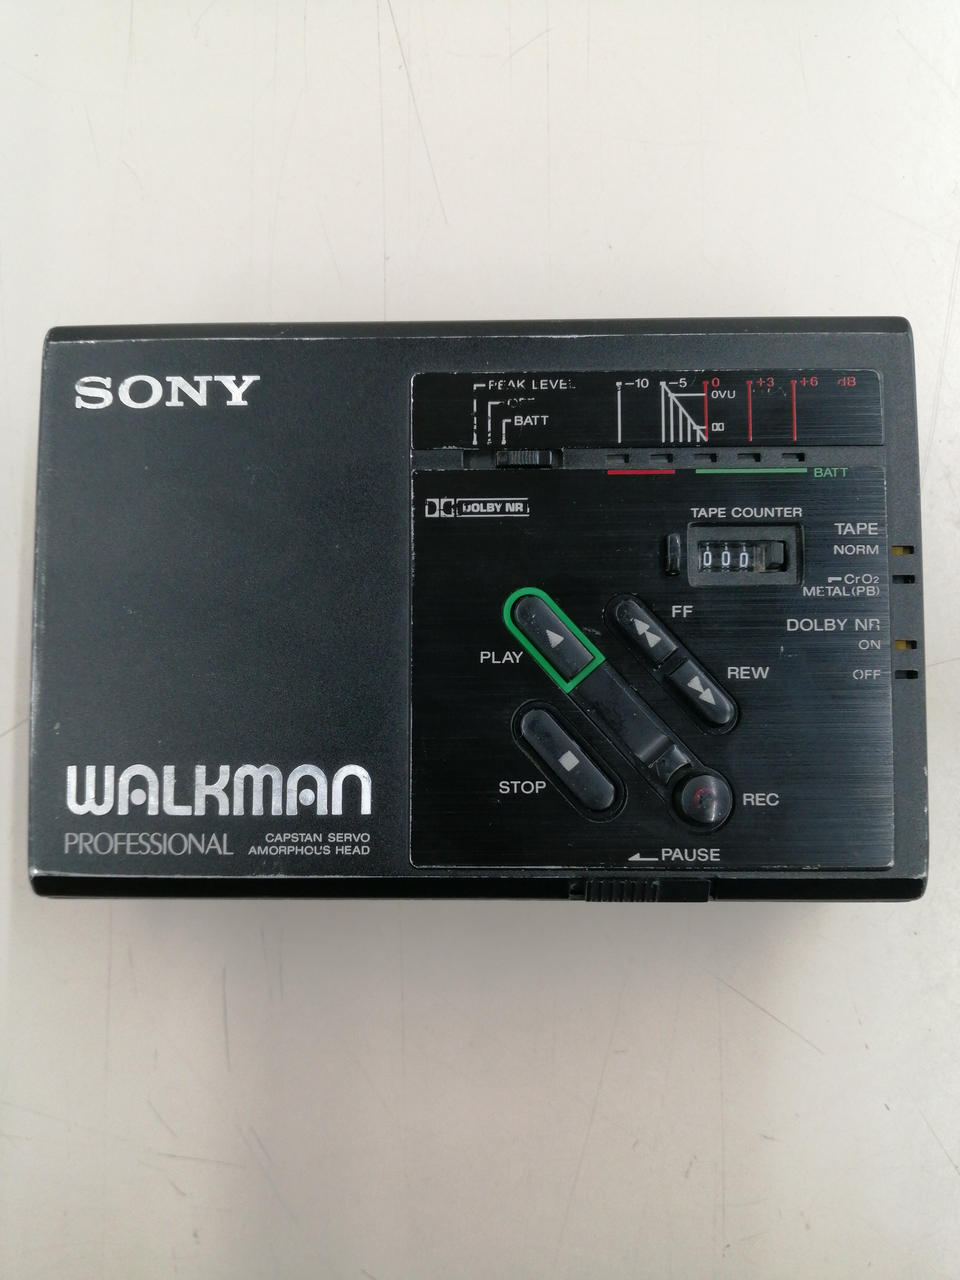 SONY
PEAK LEVEL
OFF
BATT
-10 -5 0 +3 +6 dB
0VU
BATT
DOLBY NR
TAPE COUNTER
000
TAPE
NORM
CrO₂
METAL(PB)
DOLBY NR
ON
OFF
FF
PLAY
REW
STOP
REC
PAUSE
WALKMAN
PROFESSIONAL
CAPSTAN SERVO
AMORPHOUS HEAD